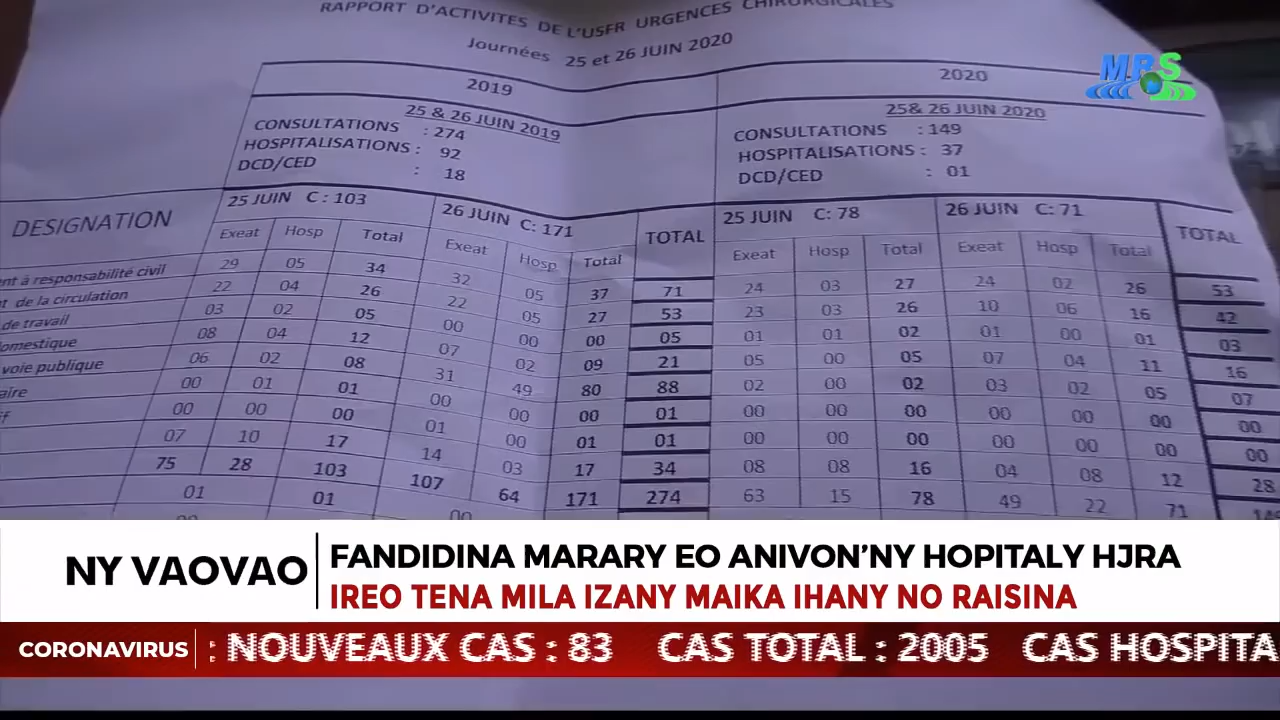 RAPPORT D'ACTIVITES DE L'USFR URGENCES CHIRURGICALES
Journées 25 et 26 JUIN 2020
MBS
2019 2020
25 & 26 JUIN 2019 25& 26 JUIN 2020
CONSULTATIONS : 274 CONSULTATIONS : 149
HOSPITALISATIONS : 92 HOSPITALISATIONS : 37
DCD/CED : 18 DCD/CED : 01
DESIGNATION 25 JUIN C : 103 26 JUIN C: 171 TOTAL 25 JUIN C: 78 26 JUIN C: 71 TOTAL
Exeat Hosp Total Exeat Hosp Total Exeat Hosp Total Exeat Hosp Total
à responsabilité civil 29 05 34 32 05 37 71 24 03 27 24 02 26 53
de la circulation 22 04 26 22 05 27 53 23 03 26 10 06 16 42
de travail 03 02 05 00 00 00 05 01 01 02 01 00 01 03
08 04 12 07 02 09 21 05 00 05 07 04 11 16
voie publique 06 02 08 31 49 80 88 02 00 02 03 02 05 07
00 01 01 00 00 00 01 00 00 00 00 00 00 00
00 00 00 01 00 01 01 00 00 00 00 00 00 00
07 10 17 14 03 17 34 08 08 16 04 08 12 28
75 28 103 107 64 171 274 63 15 78 49 22 71
01 01 00
NY VAOVAO
FANDIDINA MARARY EO ANIVON'NY HOPITALY HJRA
IREO TENA MILA IZANY MAIKA IHANY NO RAISINA
CORONAVIRUS : NOUVEAUX CAS : 83 CAS TOTAL : 2005 CAS HOSPITA